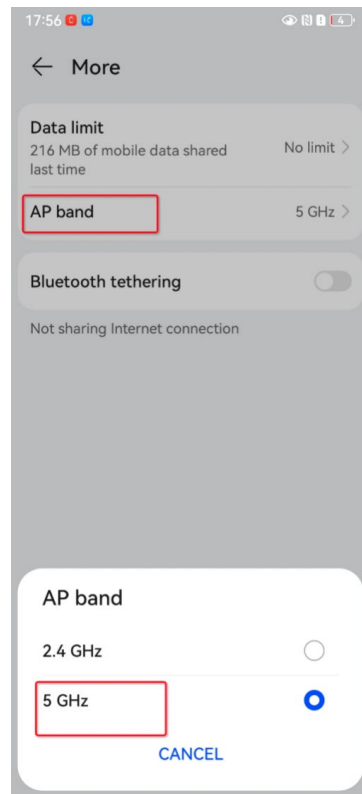 17:56
4
More
Data limit
216 MB of mobile data shared
last time
No limit
AP band
5 GHz
Bluetooth tethering
Not sharing Internet connection
AP band
2.4 GHz
5 GHz
CANCEL